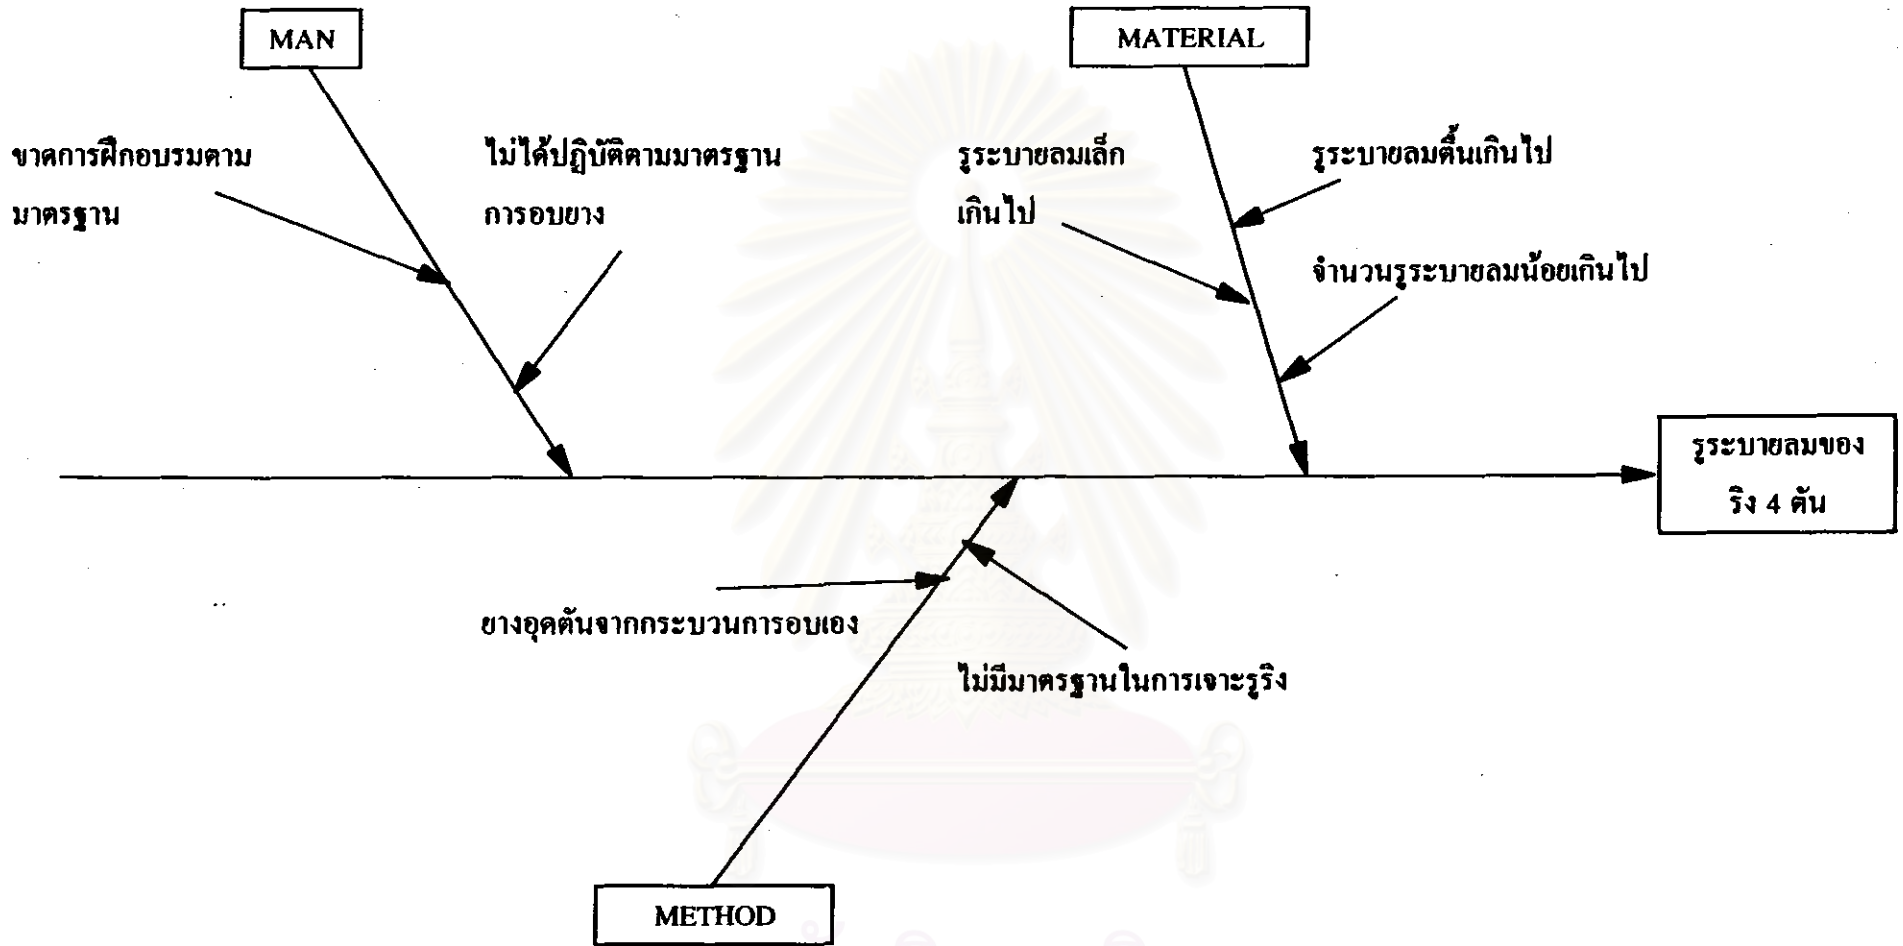 MAN
MATERIAL
ขาดการฝึกอบรมตาม
มาตรฐาน
ไม่ได้ปฏิบัติตามมาตรฐาน
การอบยาง
รูระบายลมเล็ก
เกินไป
รูระบายลมตื้นเกินไป
จำนวนรูระบายลมน้อยเกินไป
รูระบายลมของ
ริง 4 ตัน
ยางอุดตันจากกระบวนการอบเอง
ไม่มีมาตรฐานในการเจาะรูริง
METHOD